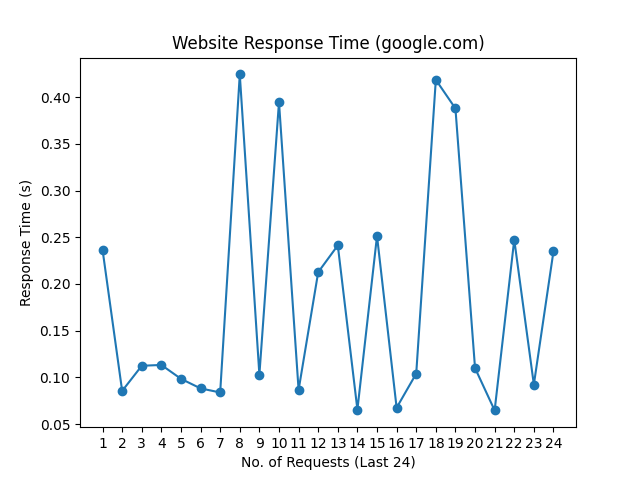 Website Response Time (google.com)
0.40
0.35
0.30
0.25
0.20
0.15
0.10
0.05
Response Time (s)
1 2 3 4 5 6 7 8 9 10 11 12 13 14 15 16 17 18 19 20 21 22 23 24
No. of Requests (Last 24)